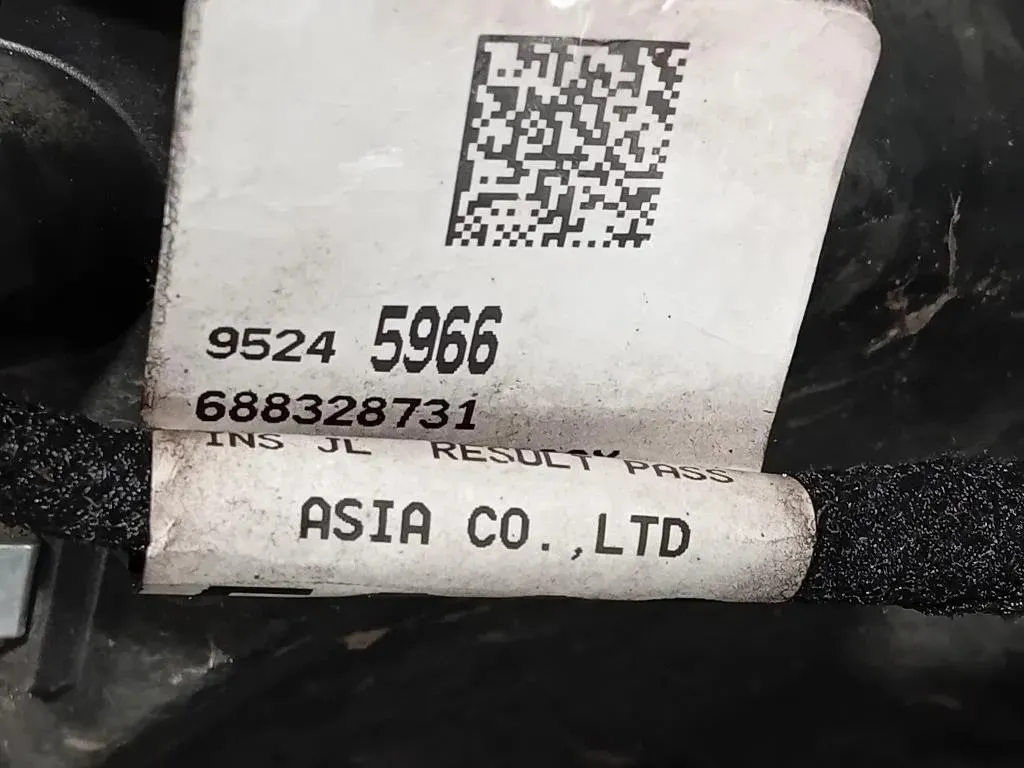 9524 5966
688328731
INS JL RESULT PASS
ASIA CO.,LTD